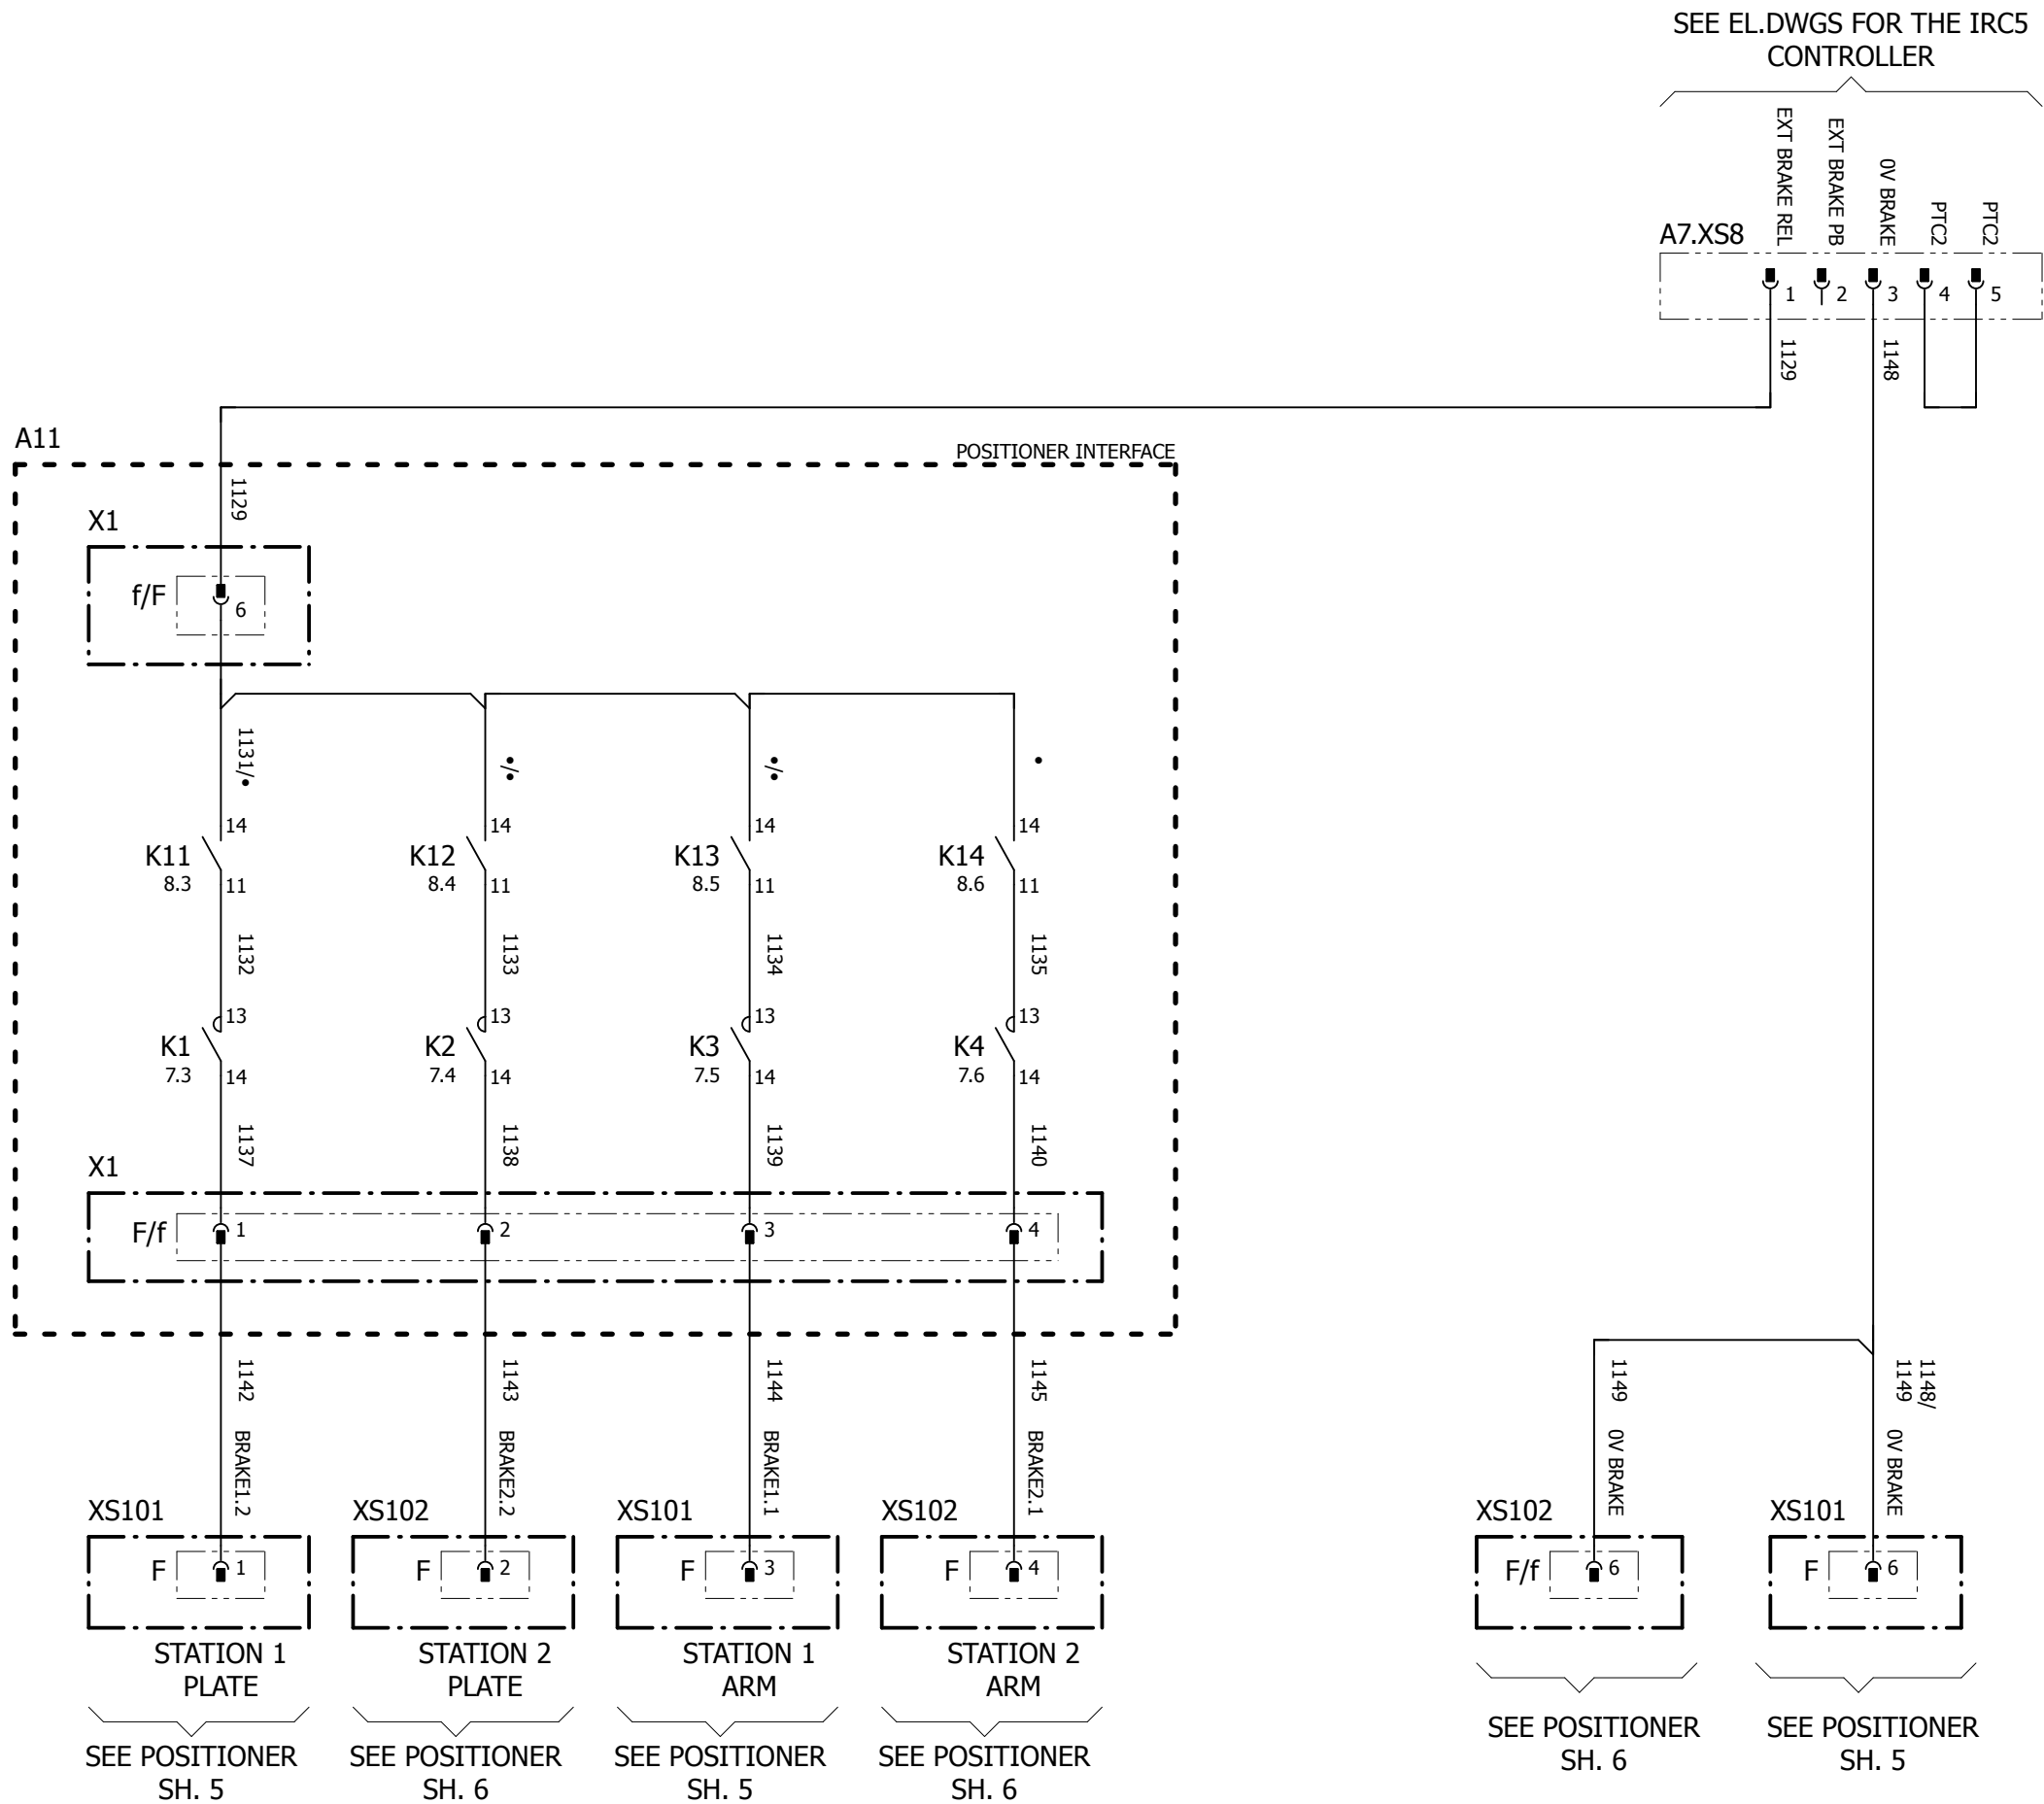 SEE EL.DWGS FOR THE IRC5
CONTROLLER
EXT BRAKE REL
EXT BRAKE PB
0V BRAKE
PTC2
PTC2
A7.XS8
1
2
3
4
5
1129
1148
A11
POSITIONER INTERFACE
1129
X1
f/F
6
1131/•
•/•
•/•
•
14
14
14
14
K11
K12
K13
K14
8.3
11
8.4
11
8.5
11
8.6
11
1132
1133
1134
1135
13
13
13
13
K1
K2
K3
K4
7.3
14
7.4
14
7.5
14
7.6
14
1137
1138
1139
1140
X1
F/f
1
2
3
4
1142
1143
1144
1145
1149
1148/
1149
BRAKE1.2
BRAKE2.2
BRAKE1.1
BRAKE2.1
0V BRAKE
0V BRAKE
XS101
XS102
XS101
XS102
XS102
XS101
F
1
F
2
F
3
F
4
F/f
6
F
6
STATION 1
PLATE
STATION 2
PLATE
STATION 1
ARM
STATION 2
ARM
SEE POSITIONER
SH. 5
SEE POSITIONER
SH. 6
SEE POSITIONER
SH. 5
SEE POSITIONER
SH. 6
SEE POSITIONER
SH. 6
SEE POSITIONER
SH. 5